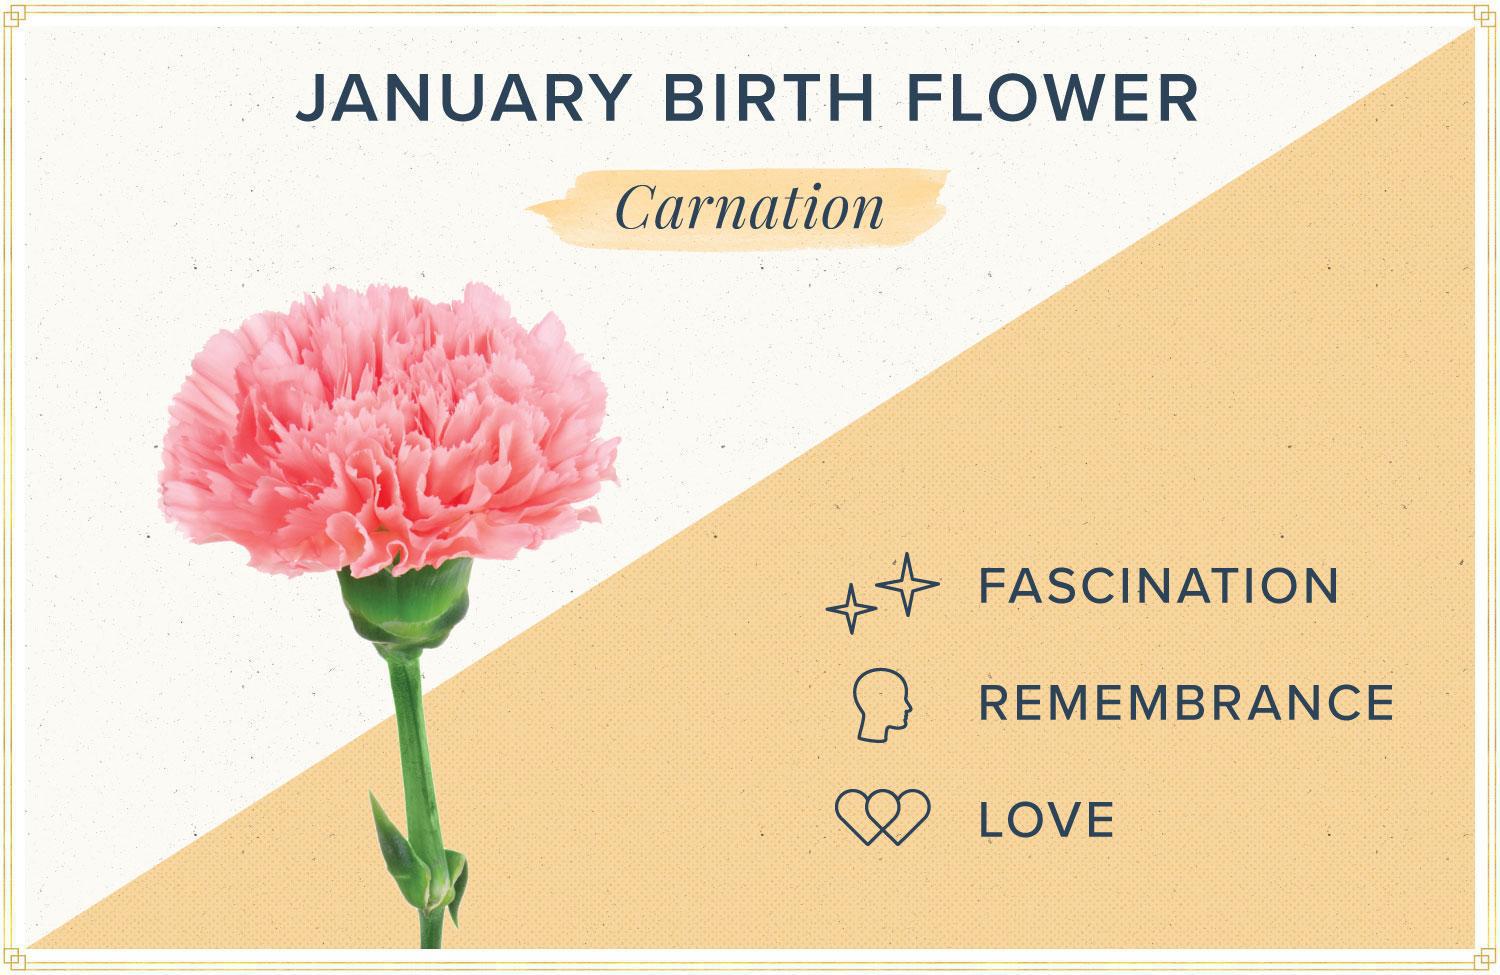 JANUARY BIRTH FLOWER
Carnation
FASCINATION
REMEMBRANCE
LOVE